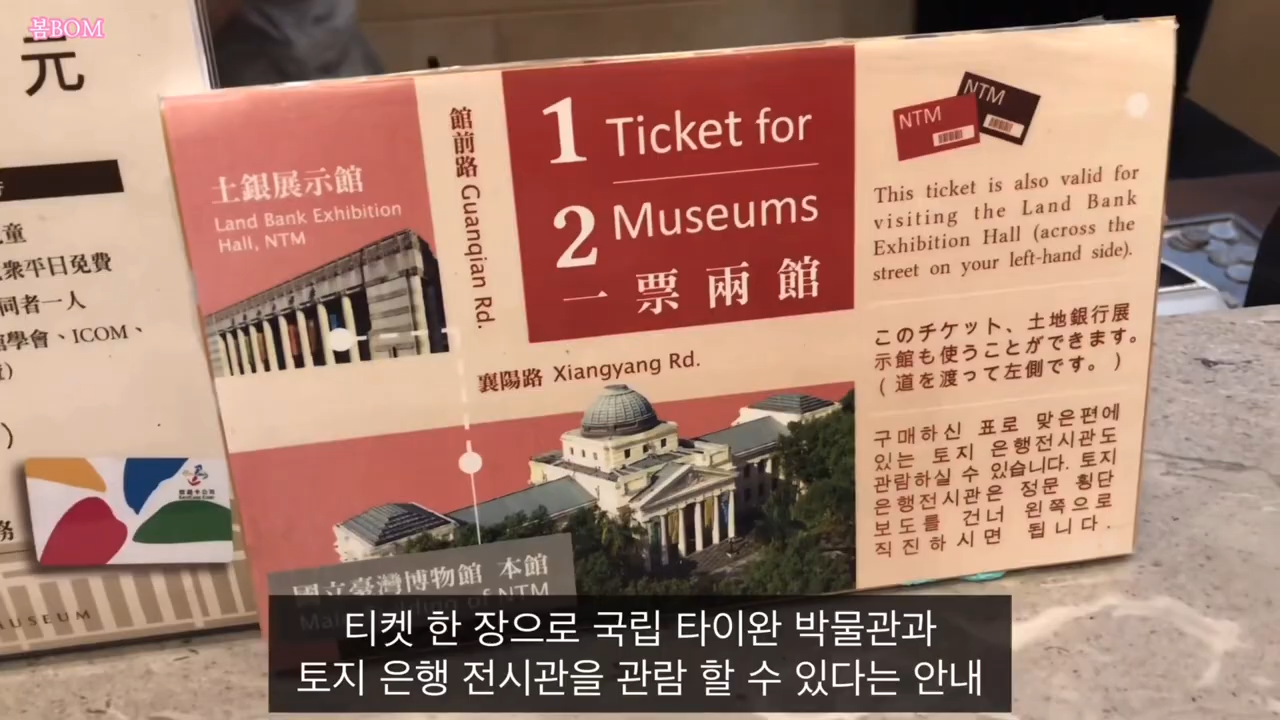 봄BOM
元
童
眾平日免費
同者一人
學會、ICOM、
務
MUSEUM
土銀展示館
Land Bank Exhibition
Hall, NTM
館前路 Guanqian Rd.
1 Ticket for
2 Museums
一票兩館
襄陽路 Xiangyang Rd.
國立臺灣博物館 本館
Main Building of NTM
NTM
NTM
This ticket is also valid for
visiting the Land Bank
Exhibition Hall (across the
street on your left-hand side).
このチケット、土地銀行展
示館も使うことができます。
(道を渡って左側です。)
구매하신 표로 맞은편에
있는 토지 은행전시관도
관람하실 수 있습니다. 토지
은행전시관은 정문 횡단
보도를 건너 왼쪽으로
직진하시면 됩니다.
티켓 한 장으로 국립 타이완 박물관과
토지 은행 전시관을 관람 할 수 있다는 안내